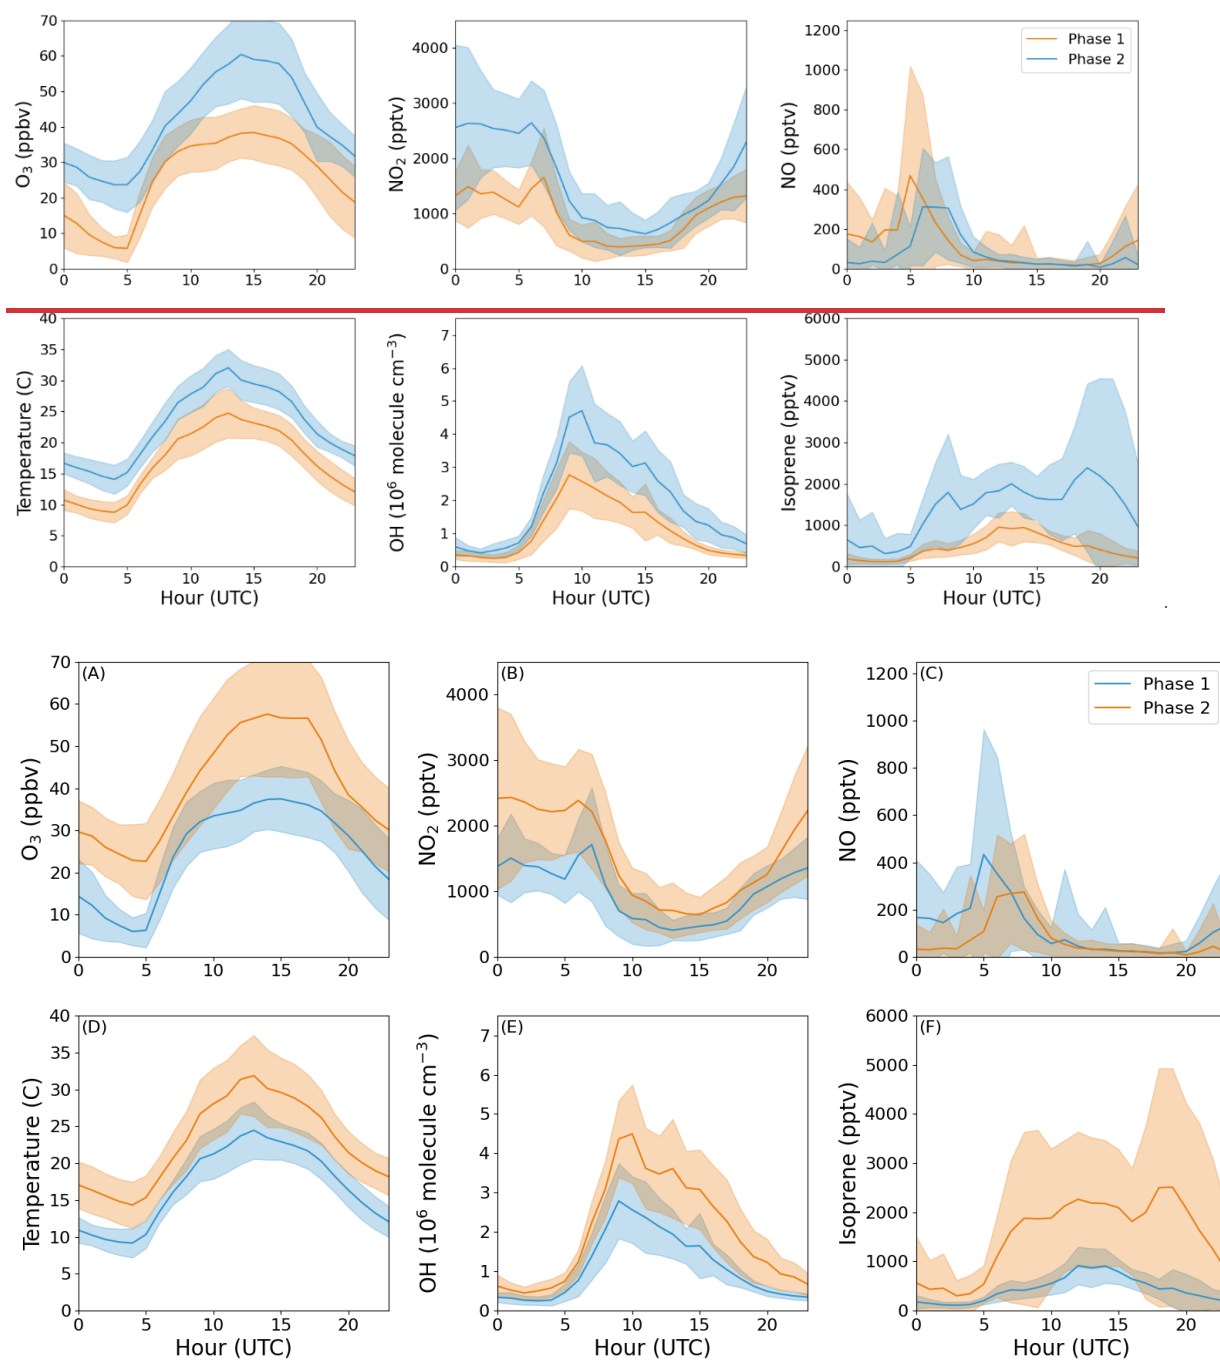 70
60
50
40
30
20
10
0
O₃ (ppbv)
0 5 10 15 20
4000
3000
2000
1000
0
NO₂ (pptv)
0 5 10 15 20
1200
1000
800
600
400
200
0
NO (pptv)
0 5 10 15 20
Phase 1
Phase 2
40
35
30
25
20
15
10
5
0
Temperature (C)
0 5 10 15 20
Hour (UTC)
7
6
5
4
3
2
1
0
OH (10⁶ molecule cm⁻³)
0 5 10 15 20
Hour (UTC)
6000
5000
4000
3000
2000
1000
0
Isoprene (pptv)
0 5 10 15 20
Hour (UTC)
(A)
70
60
50
40
30
20
10
0
O₃ (ppbv)
0 5 10 15 20
(B)
4000
3000
2000
1000
0
NO₂ (pptv)
0 5 10 15 20
(C)
1200
1000
800
600
400
200
0
NO (pptv)
0 5 10 15 20
Phase 1
Phase 2
(D)
40
35
30
25
20
15
10
5
0
Temperature (C)
0 5 10 15 20
Hour (UTC)
(E)
7
6
5
4
3
2
1
0
OH (10⁶ molecule cm⁻³)
0 5 10 15 20
Hour (UTC)
(F)
6000
5000
4000
3000
2000
1000
0
Isoprene (pptv)
0 5 10 15 20
Hour (UTC)